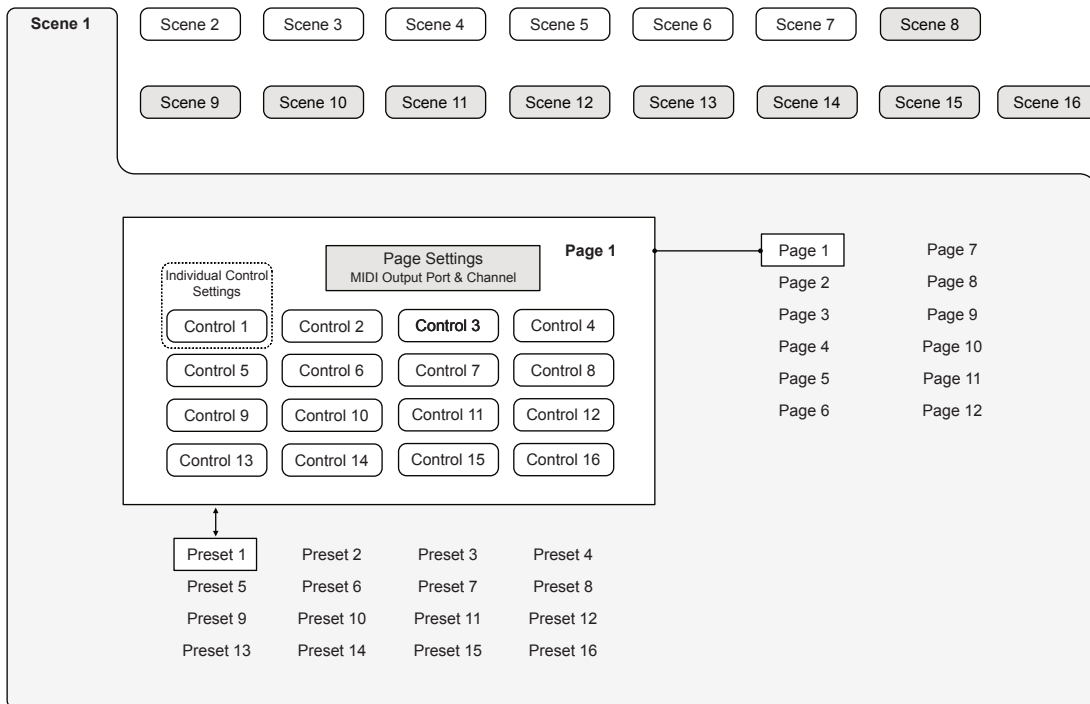 Scene 1
Scene 2
Scene 3
Scene 4
Scene 5
Scene 6
Scene 7
Scene 8
Scene 9
Scene 10
Scene 11
Scene 12
Scene 13
Scene 14
Scene 15
Scene 16
Page 1
Page Settings
MIDI Output Port & Channel
Individual Control
Settings
Control 1
Control 2
Control 3
Control 4
Control 5
Control 6
Control 7
Control 8
Control 9
Control 10
Control 11
Control 12
Control 13
Control 14
Control 15
Control 16
Page 1
Page 2
Page 3
Page 4
Page 5
Page 6
Page 7
Page 8
Page 9
Page 10
Page 11
Page 12
Preset 1
Preset 2
Preset 3
Preset 4
Preset 5
Preset 6
Preset 7
Preset 8
Preset 9
Preset 10
Preset 11
Preset 12
Preset 13
Preset 14
Preset 15
Preset 16